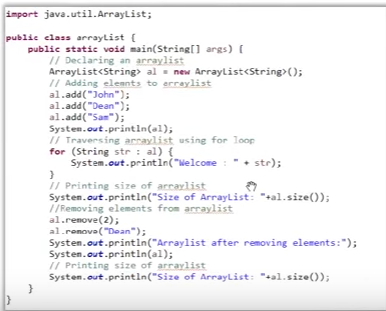 import java.util.ArrayList;
public class arrayList {
public static void main(String[] args) {
// Declaring an arraylist
ArrayList<String> al = new ArrayList<String>();
// Adding elemnts to arraylist
al.add("John");
al.add("Dean");
al.add("Sam");
System.out.println(al);
// Traversing arraylist using for loop
for (String str : al) {
System.out.println("Welcome : " + str);
}
// Printing size of arraylist
System.out.println("Size of ArrayList: "+al.size());
//Removing elements from arraylist
al.remove(2);
al.remove("Dean");
System.out.println("Arraylist after removing elements:");
System.out.println(al);
// Printing size of arraylist
System.out.println("Size of ArrayList: "+al.size());
}
}